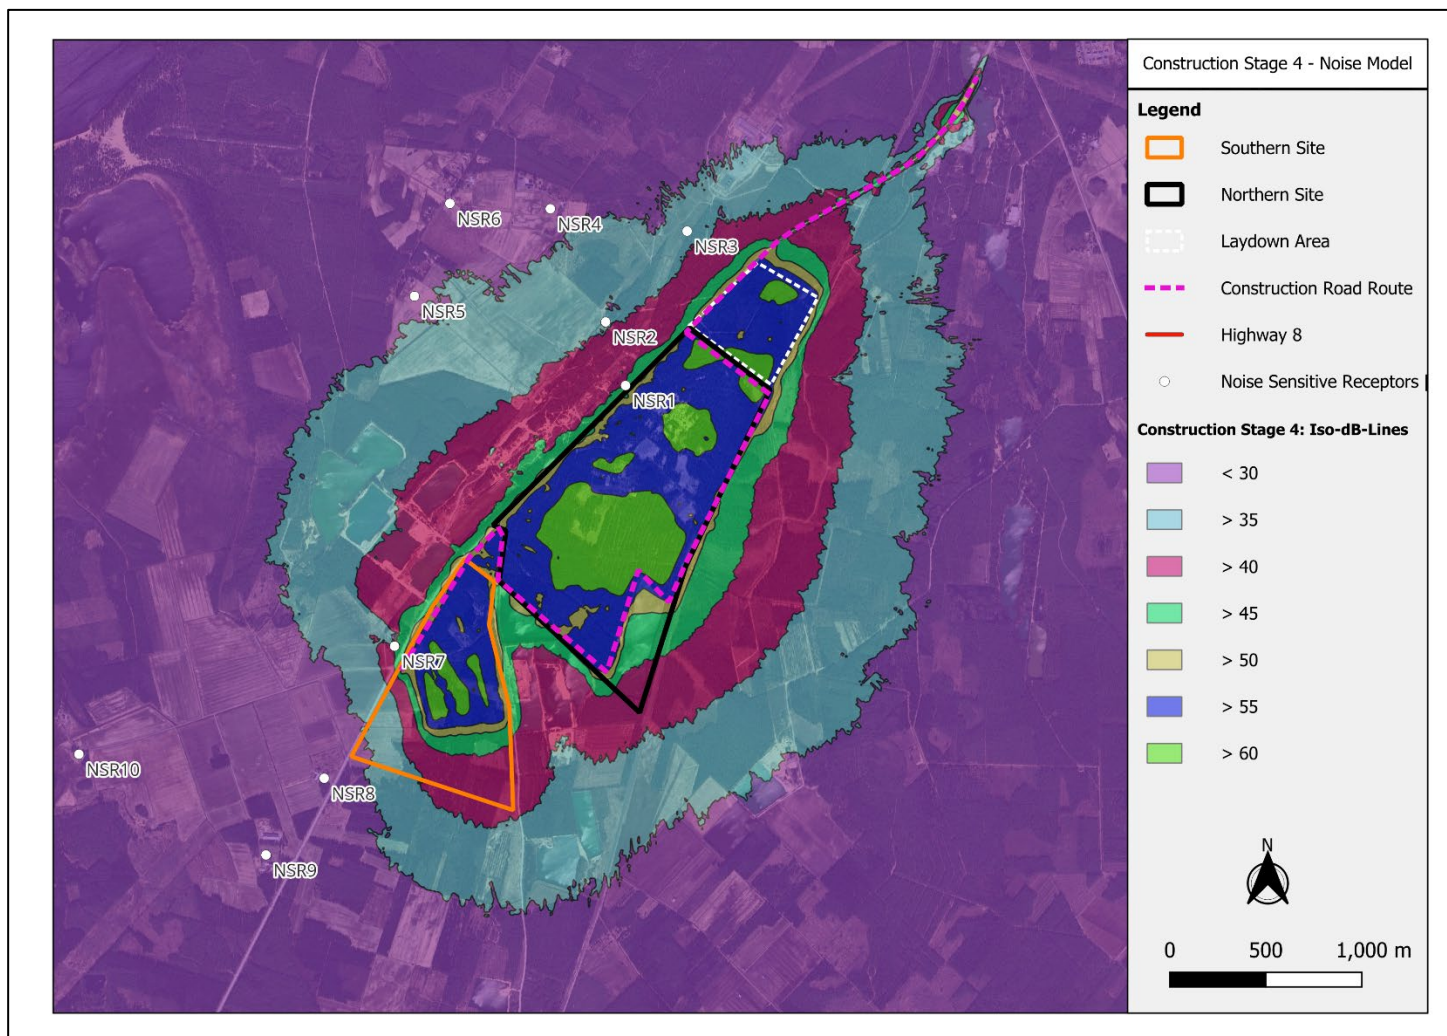 Construction Stage 4 - Noise Model
Legend
Southern Site
Northern Site
Laydown Area
Construction Road Route
Highway 8
Noise Sensitive Receptors |
Construction Stage 4: Iso-dB-Lines
< 30
> 35
> 40
> 45
> 50
> 55
> 60
N
0 500 1,000 m
NSR6
NSR4
NSR3
NSR5
NSR2
NSR1
NSR7
NSR10
NSR8
NSR9